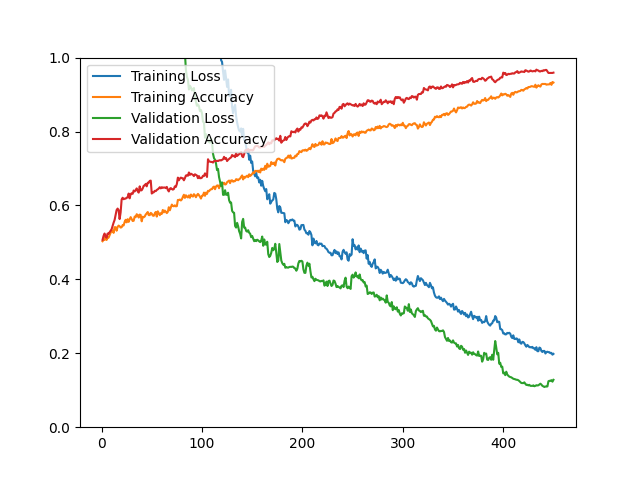 1.0
0.8
0.6
0.4
0.2
0.0
Training Loss
Training Accuracy
Validation Loss
Validation Accuracy
0 100 200 300 400